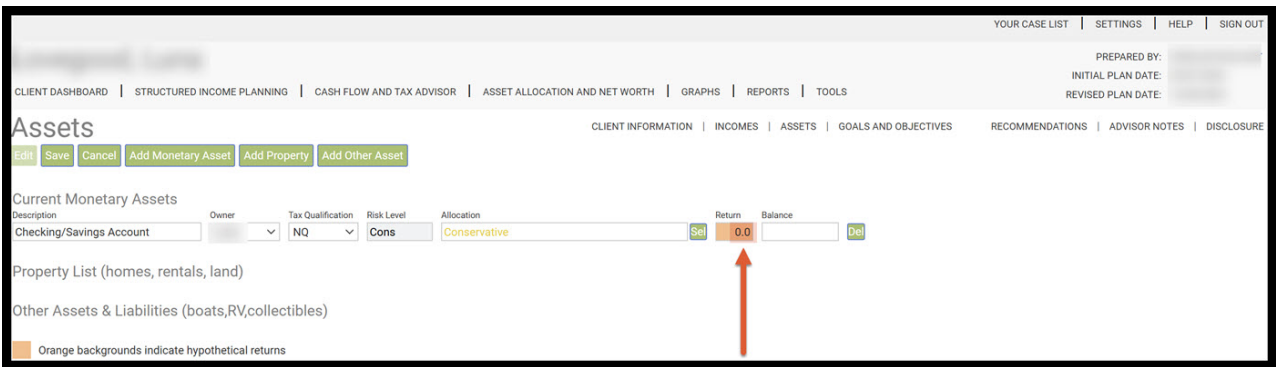 YOUR CASE LIST | SETTINGS | HELP | SIGN OUT
PREPARED BY:
INITIAL PLAN DATE:
REVISED PLAN DATE:
CLIENT DASHBOARD | STRUCTURED INCOME PLANNING | CASH FLOW AND TAX ADVISOR | ASSET ALLOCATION AND NET WORTH | GRAPHS | REPORTS | TOOLS
Assets
CLIENT INFORMATION | INCOMES | ASSETS | GOALS AND OBJECTIVES RECOMMENDATIONS | ADVISOR NOTES | DISCLOSURE
Edit Save Cancel Add Monetary Asset Add Property Add Other Asset
Current Monetary Assets
Description Owner Tax Qualification Risk Level Allocation Return Balance
Checking/Savings Account NQ Cons Conservative Sel 0.0 Del
Property List (homes, rentals, land)
Other Assets & Liabilities (boats,RV,collectibles)
Orange backgrounds indicate hypothetical returns